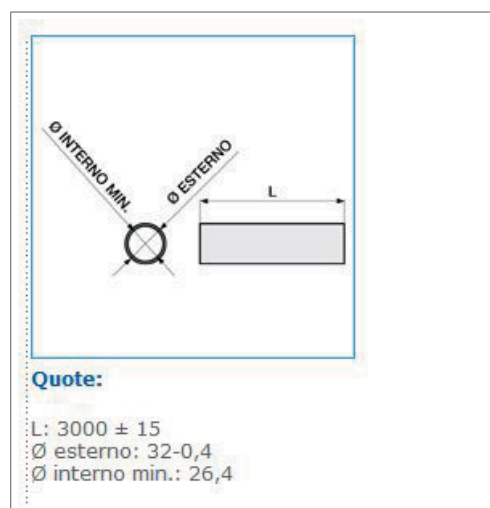 Ø INTERNO MIN.
Ø ESTERNO
L
Quote:
L: 3000 ± 15
Ø esterno: 32-0,4
Ø interno min.: 26,4